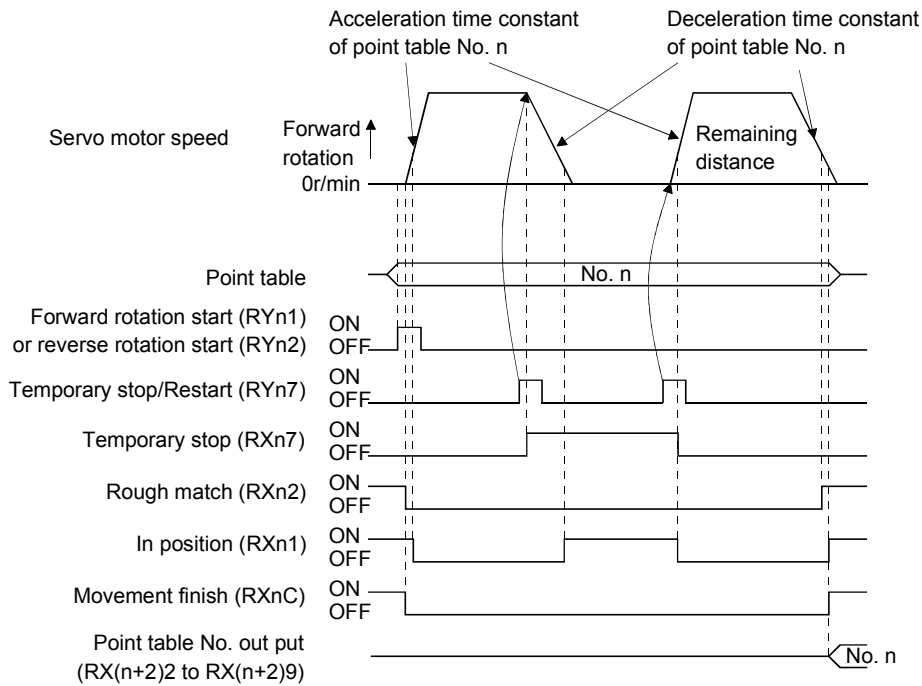 Acceleration time constant
of point table No. n
Deceleration time constant
of point table No. n
Servo motor speed
Forward
rotation
0r/min
Remaining
distance
Point table
No. n
Forward rotation start (RYn1)
or reverse rotation start (RYn2)
ON
OFF
Temporary stop/Restart (RYn7)
ON
OFF
Temporary stop (RXn7)
ON
OFF
Rough match (RXn2)
ON
OFF
In position (RXn1)
ON
OFF
Movement finish (RXnC)
ON
OFF
Point table No. out put
(RX(n+2)2 to RX(n+2)9)
No. n